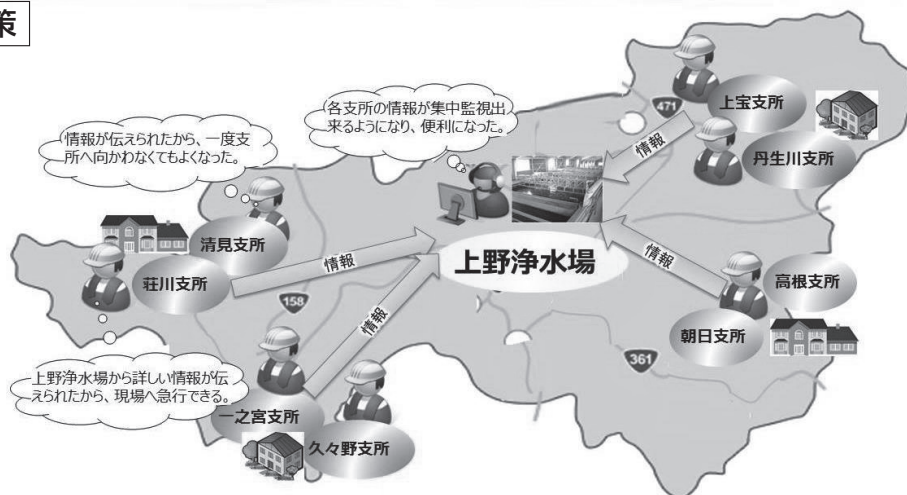 策
各支所の情報が集中監視出
来るようになり、便利になった。
情報が伝えられたから、一度支
所へ向かわなくてもよくなった。
471
上宝支所
丹生川支所
情報
清見支所
荘川支所
情報
上野浄水場
情報
高根支所
朝日支所
158
情報
361
上野浄水場から詳しい情報が伝
えられたから、現場へ急行できる。
一之宮支所
久々野支所